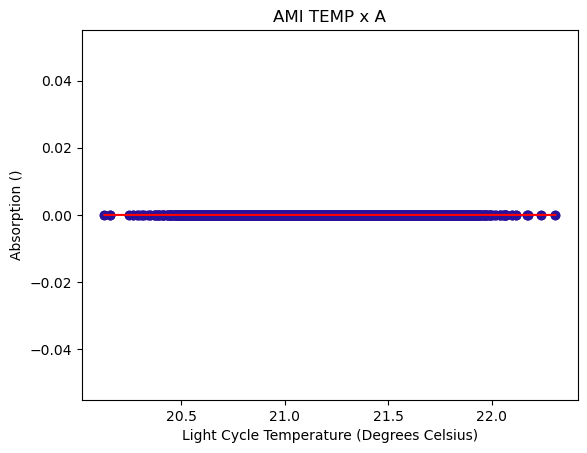 AMI TEMP x A
0.04
0.02
0.00
−0.02
−0.04
Absorption ()
20.5 21.0 21.5 22.0
Light Cycle Temperature (Degrees Celsius)